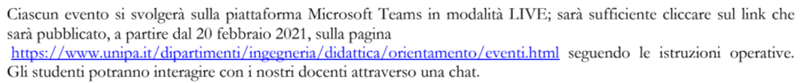 Ciascun evento si svolgerà sulla piattaforma Microsoft Teams in modalità LIVE; sarà sufficiente cliccare sul link che
sarà pubblicato, a partire dal 20 febbraio 2021, sulla pagina
https://www.unipa.it/dipartimenti/ingegneria/didattica/orientamento/eventi.html seguendo le istruzioni operative.
Gli studenti potranno interagire con i nostri docenti attraverso una chat.